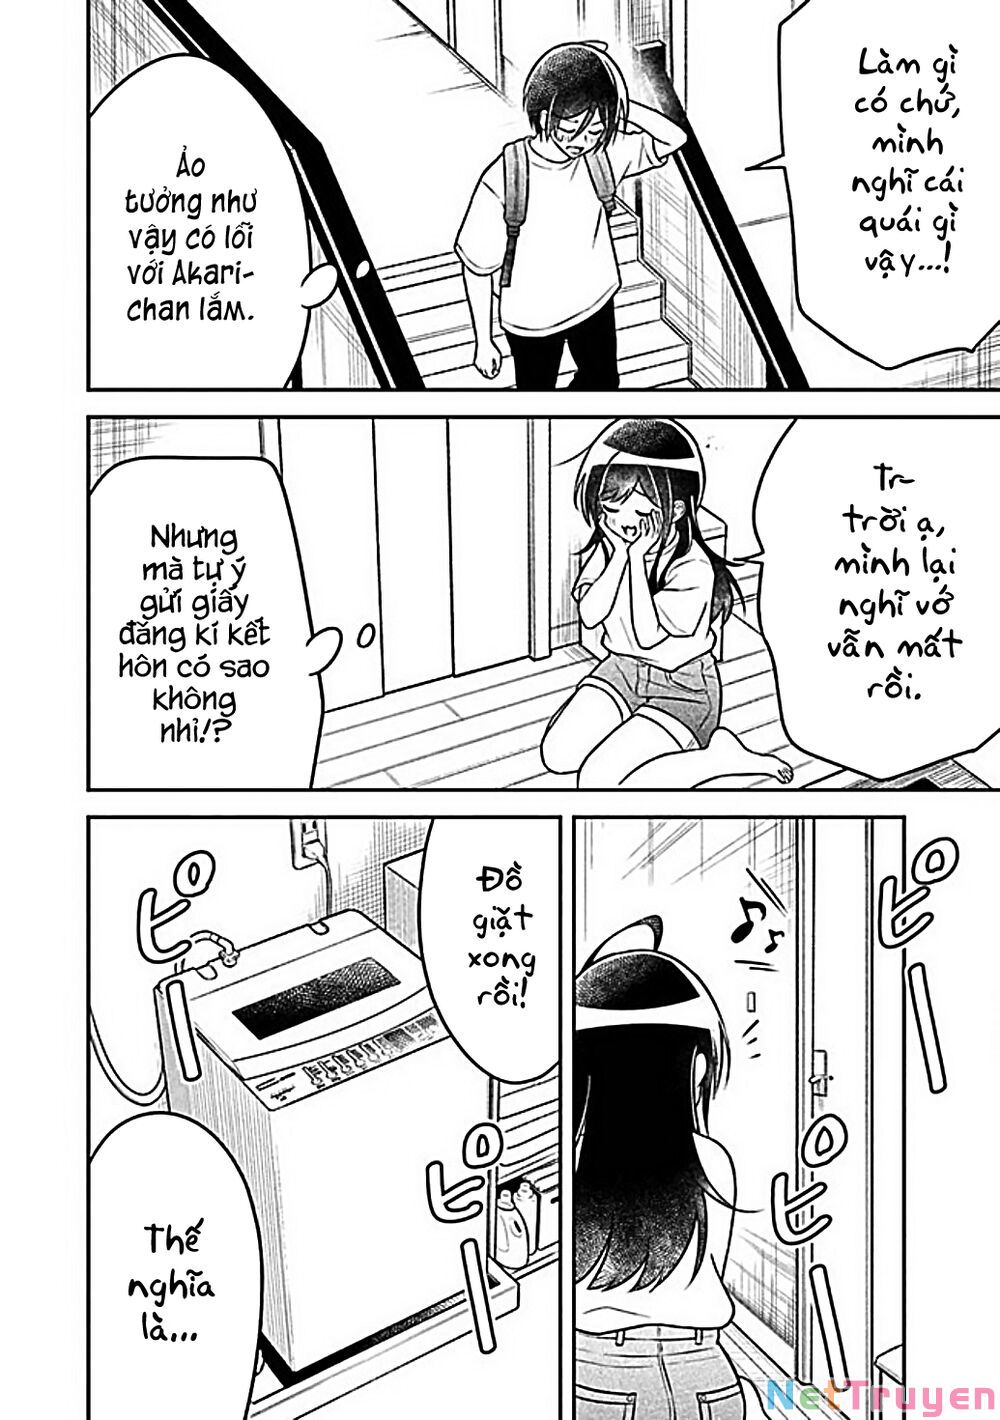 Làm gì
có chứ,
mình
nghĩ cái
quái gì
vậy...!
Ảo
tưởng như
vậy có lỗi
với Akari-
chan lắm.
Tr-
trời ạ,
mình lại
nghĩ vớ
vẩn mất
rồi.
Nhưng
mà tự ý
gửi giấy
đăng kí kết
hôn có sao
không
nhỉ!?
ピーピー
Đồ
giặt
xong
rồi!
ピーピー
Thế
nghĩa
là...
NetTruyen